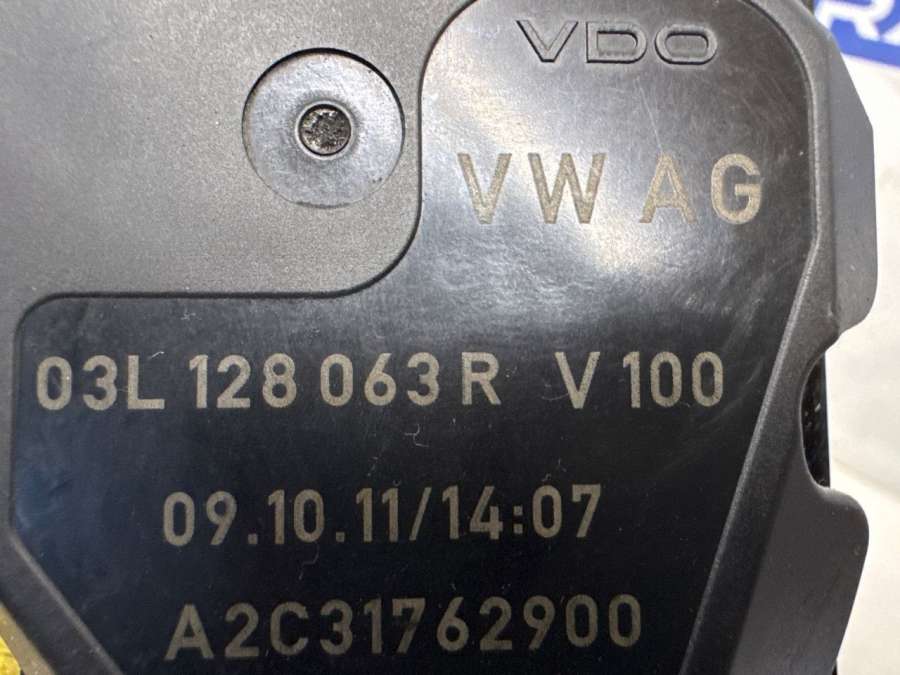 VDO
VW AG
03L 128 063 R V 100
09.10.11/14:07
A2C31762900